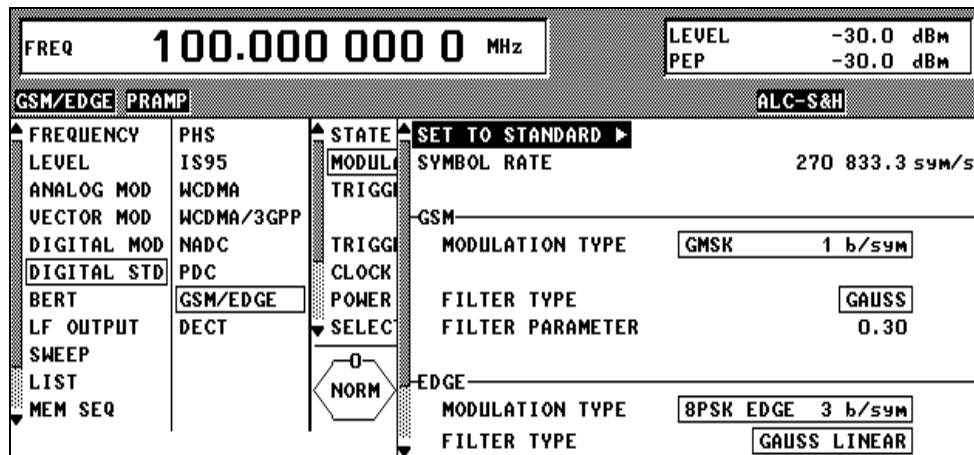 FREQ 100.000 000 0 MHz
LEVEL -30.0 dBm
PEP -30.0 dBm
GSM/EDGE PRAMP ALC-S&H
FREQUENCY
LEVEL
ANALOG MOD
VECTOR MOD
DIGITAL MOD
DIGITAL STD
BERT
LF OUTPUT
SWEEP
LIST
MEM SEQ
PHS
IS95
WCDMA
WCDMA/3GPP
NADC
PDC
GSM/EDGE
DECT
STATE
MODULA
TRIGG
TRIGG
CLOCK
POWER
SELEC
0
NORM
SET TO STANDARD ▶
SYMBOL RATE 270 833.3 sym/s
GSM
MODULATION TYPE GMSK 1 b/sym
FILTER TYPE GAUSS
FILTER PARAMETER 0.30
EDGE
MODULATION TYPE 8PSK EDGE 3 b/sym
FILTER TYPE GAUSS LINEAR